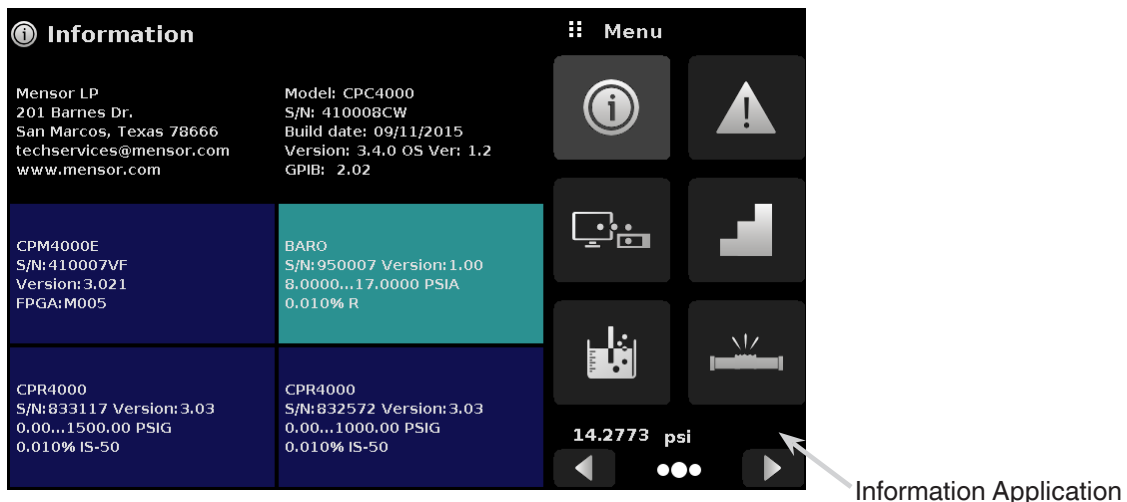 Information
Mensor LP
201 Barnes Dr.
San Marcos, Texas 78666
techservices@mensor.com
www.mensor.com
Model: CPC4000
S/N: 410008CW
Build date: 09/11/2015
Version: 3.4.0 OS Ver: 1.2
GPIB: 2.02
CPM4000E
S/N:410007VF
Version:3.021
FPGA:M005
BARO
S/N:950007 Version:1.00
8.0000...17.0000 PSIA
0.010% R
CPR4000
S/N:833117 Version:3.03
0.00...1500.00 PSIG
0.010% IS-50
CPR4000
S/N:832572 Version:3.03
0.00...1000.00 PSIG
0.010% IS-50
Menu
14.2773 psi
Information Application